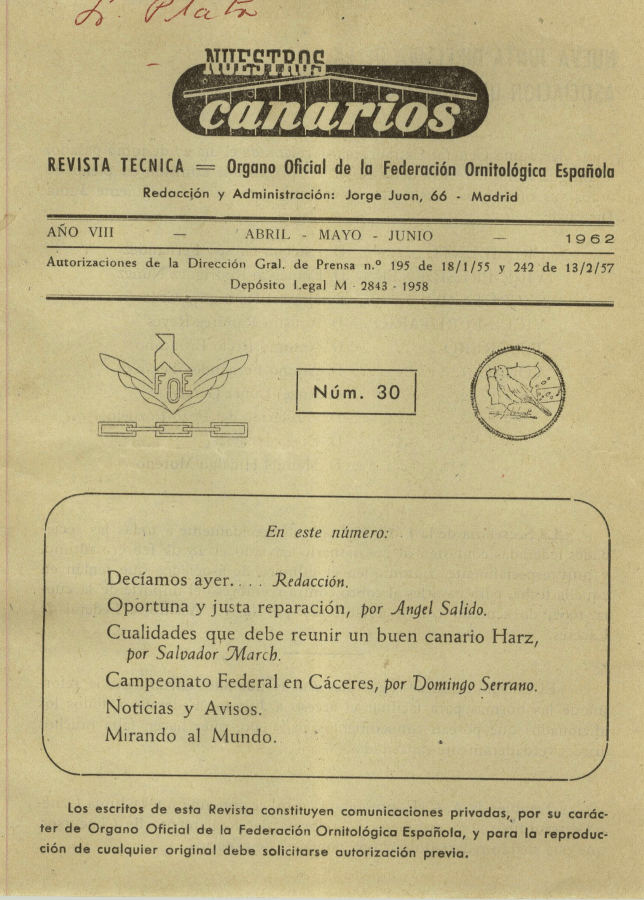 Plata
NUESTROS
canarios
REVISTA TECNICA = Organo Oficial de la Federación Ornitológica Española
Redacción y Administración: Jorge Juan, 66 - Madrid
AÑO VIII — ABRIL - MAYO - JUNIO — 1962
Autorizaciones de la Dirección Gral. de Prensa n.º 195 de 18/1/55 y 242 de 13/2/57
Depósito Legal M - 2843 - 1958
FOE
Núm. 30
En este número:
Decíamos ayer.... Redacción.
Oportuna y justa reparación, por Angel Salido.
Cualidades que debe reunir un buen canario Harz,
por Salvador March.
Campeonato Federal en Cáceres, por Domingo Serrano.
Noticias y Avisos.
Mirando al Mundo.
Los escritos de esta Revista constituyen comunicaciones privadas, por su carác-
ter de Organo Oficial de la Federación Ornitológica Española, y para la reproduc-
ción de cualquier original debe solicitarse autorización previa.